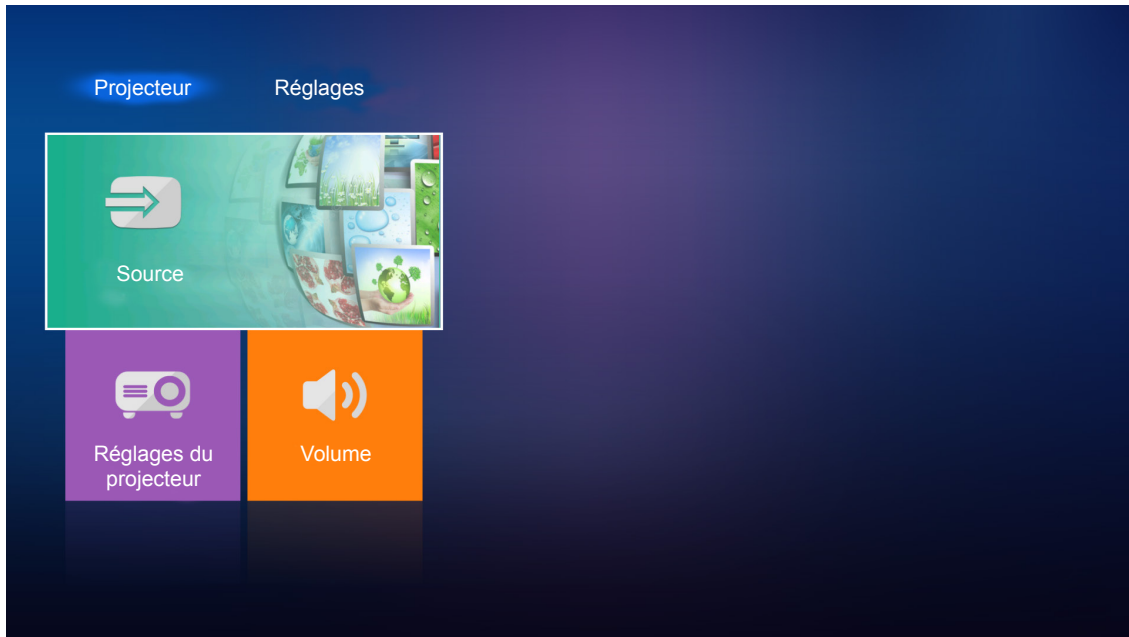 Projecteur
Réglages
Source
Réglages du
projecteur
Volume